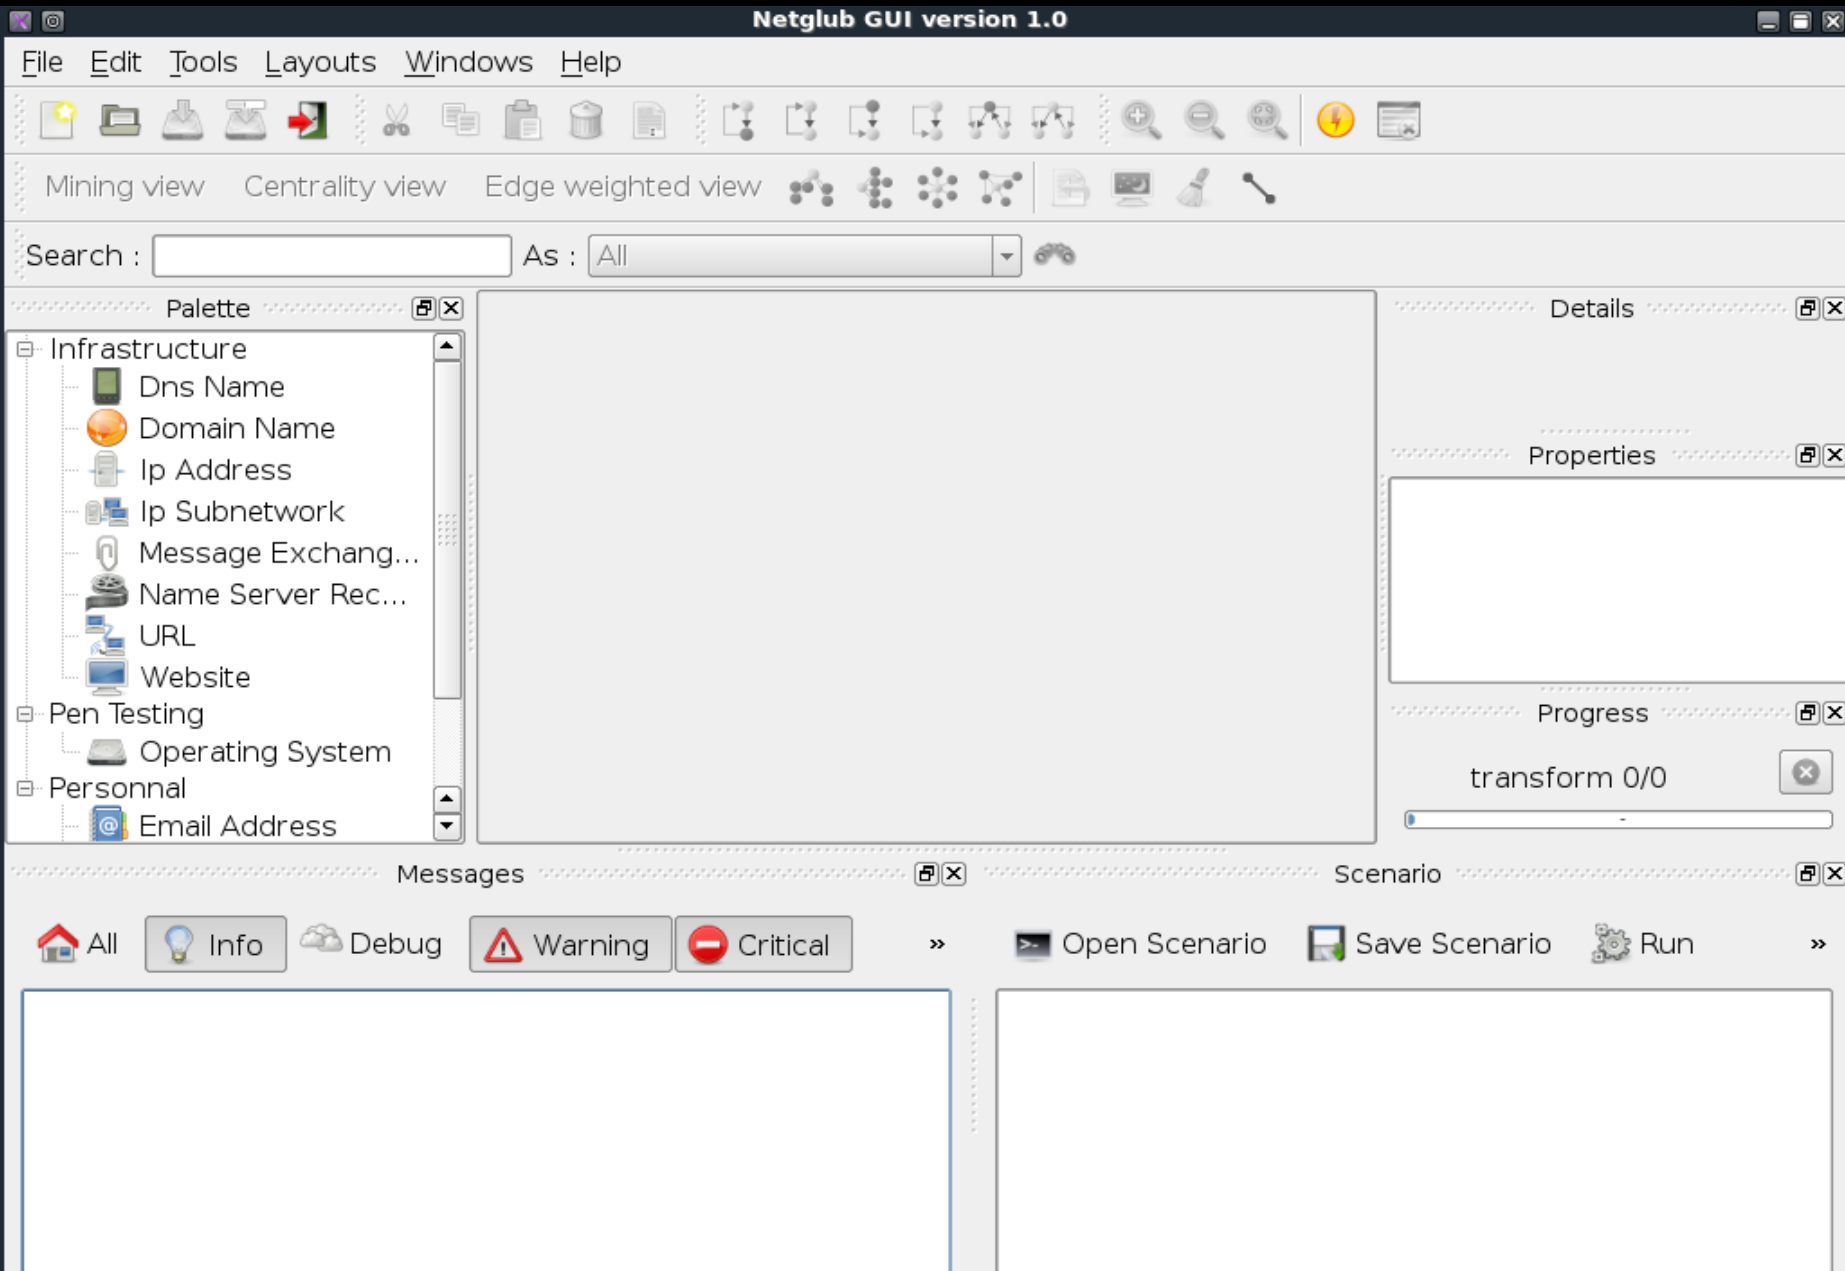 Netglub GUI version 1.0
File Edit Tools Layouts Windows Help
Mining view Centrality view Edge weighted view
Search : As : All
Palette
Infrastructure
Dns Name
Domain Name
Ip Address
Ip Subnetwork
Message Exchang...
Name Server Rec...
URL
Website
Pen Testing
Operating System
Personnal
Email Address
Details
Properties
Progress
transform 0/0
-
Messages
All Info Debug Warning Critical »
Scenario
Open Scenario Save Scenario Run »